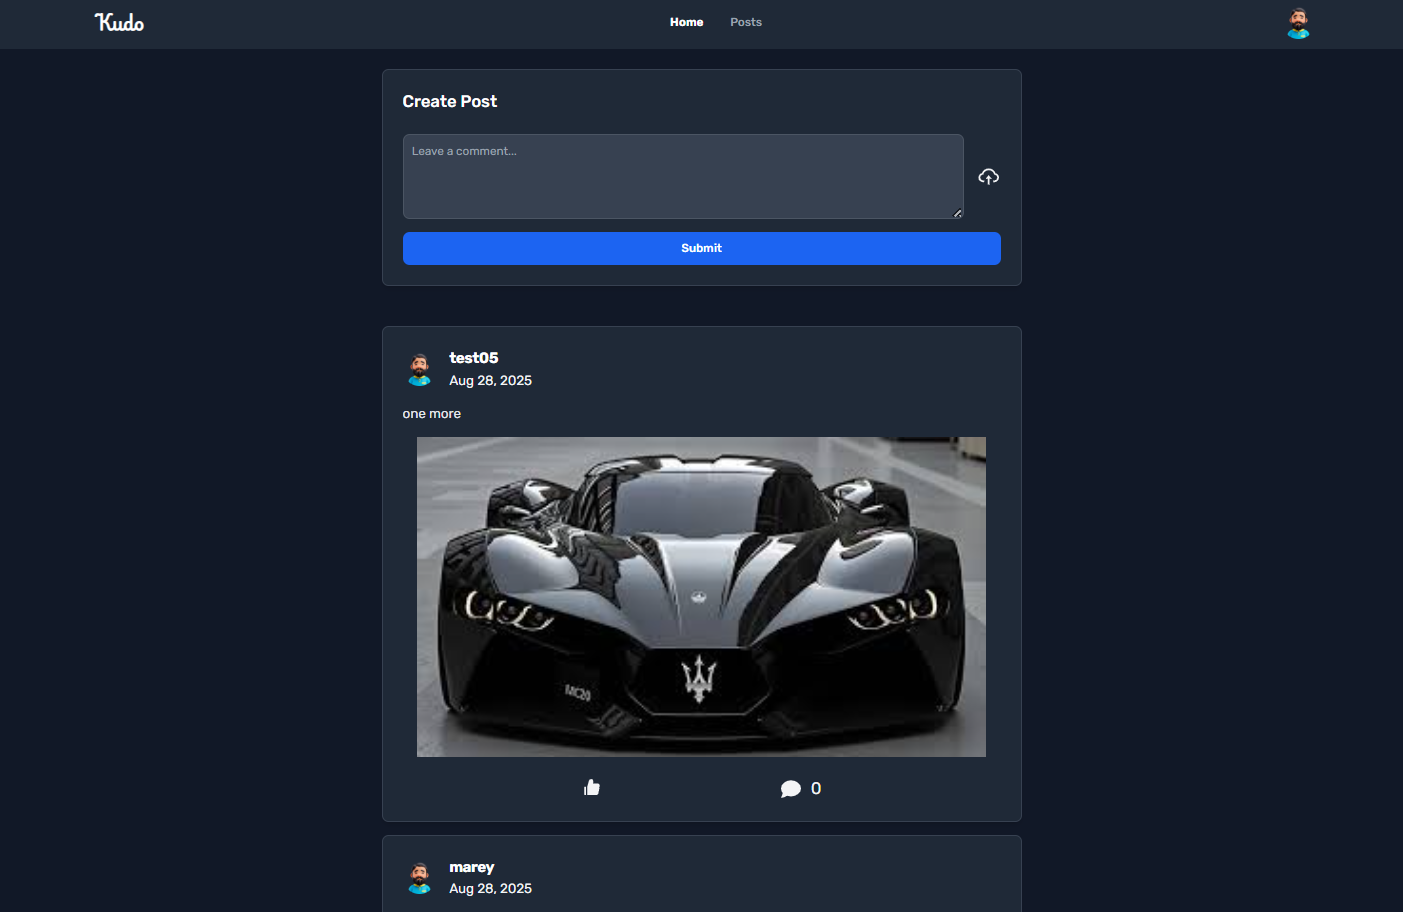 Kudo
Home
Posts
Create Post
Leave a comment...
Submit
test05
Aug 28, 2025
one more
MC20
0
marey
Aug 28, 2025